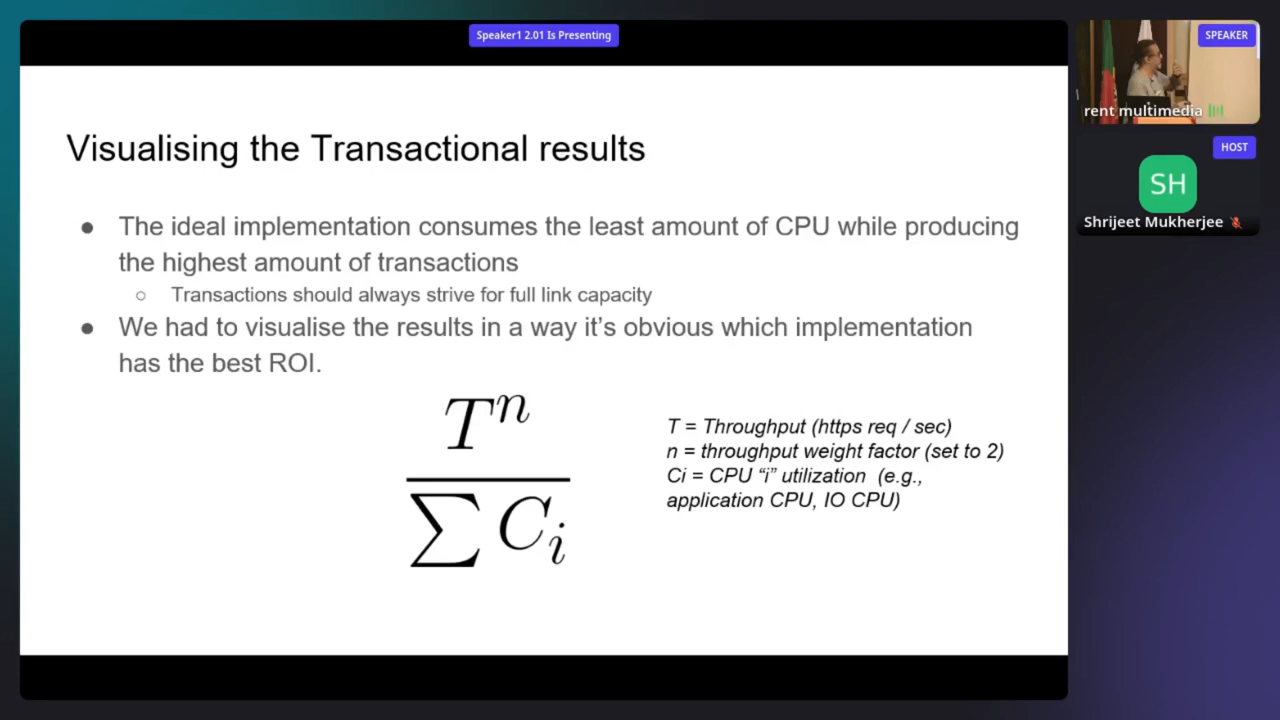 Speaker1 2.01 Is Presenting
SPEAKER
rent multimedia
HOST
SH
Shrijeet Mukherjee
Visualising the Transactional results
● The ideal implementation consumes the least amount of CPU while producing
the highest amount of transactions
○ Transactions should always strive for full link capacity
● We had to visualise the results in a way it’s obvious which implementation
has the best ROI.
T^n
∑ C_i
T = Throughput (https req / sec)
n = throughput weight factor (set to 2)
Ci = CPU “i” utilization (e.g.,
application CPU, IO CPU)